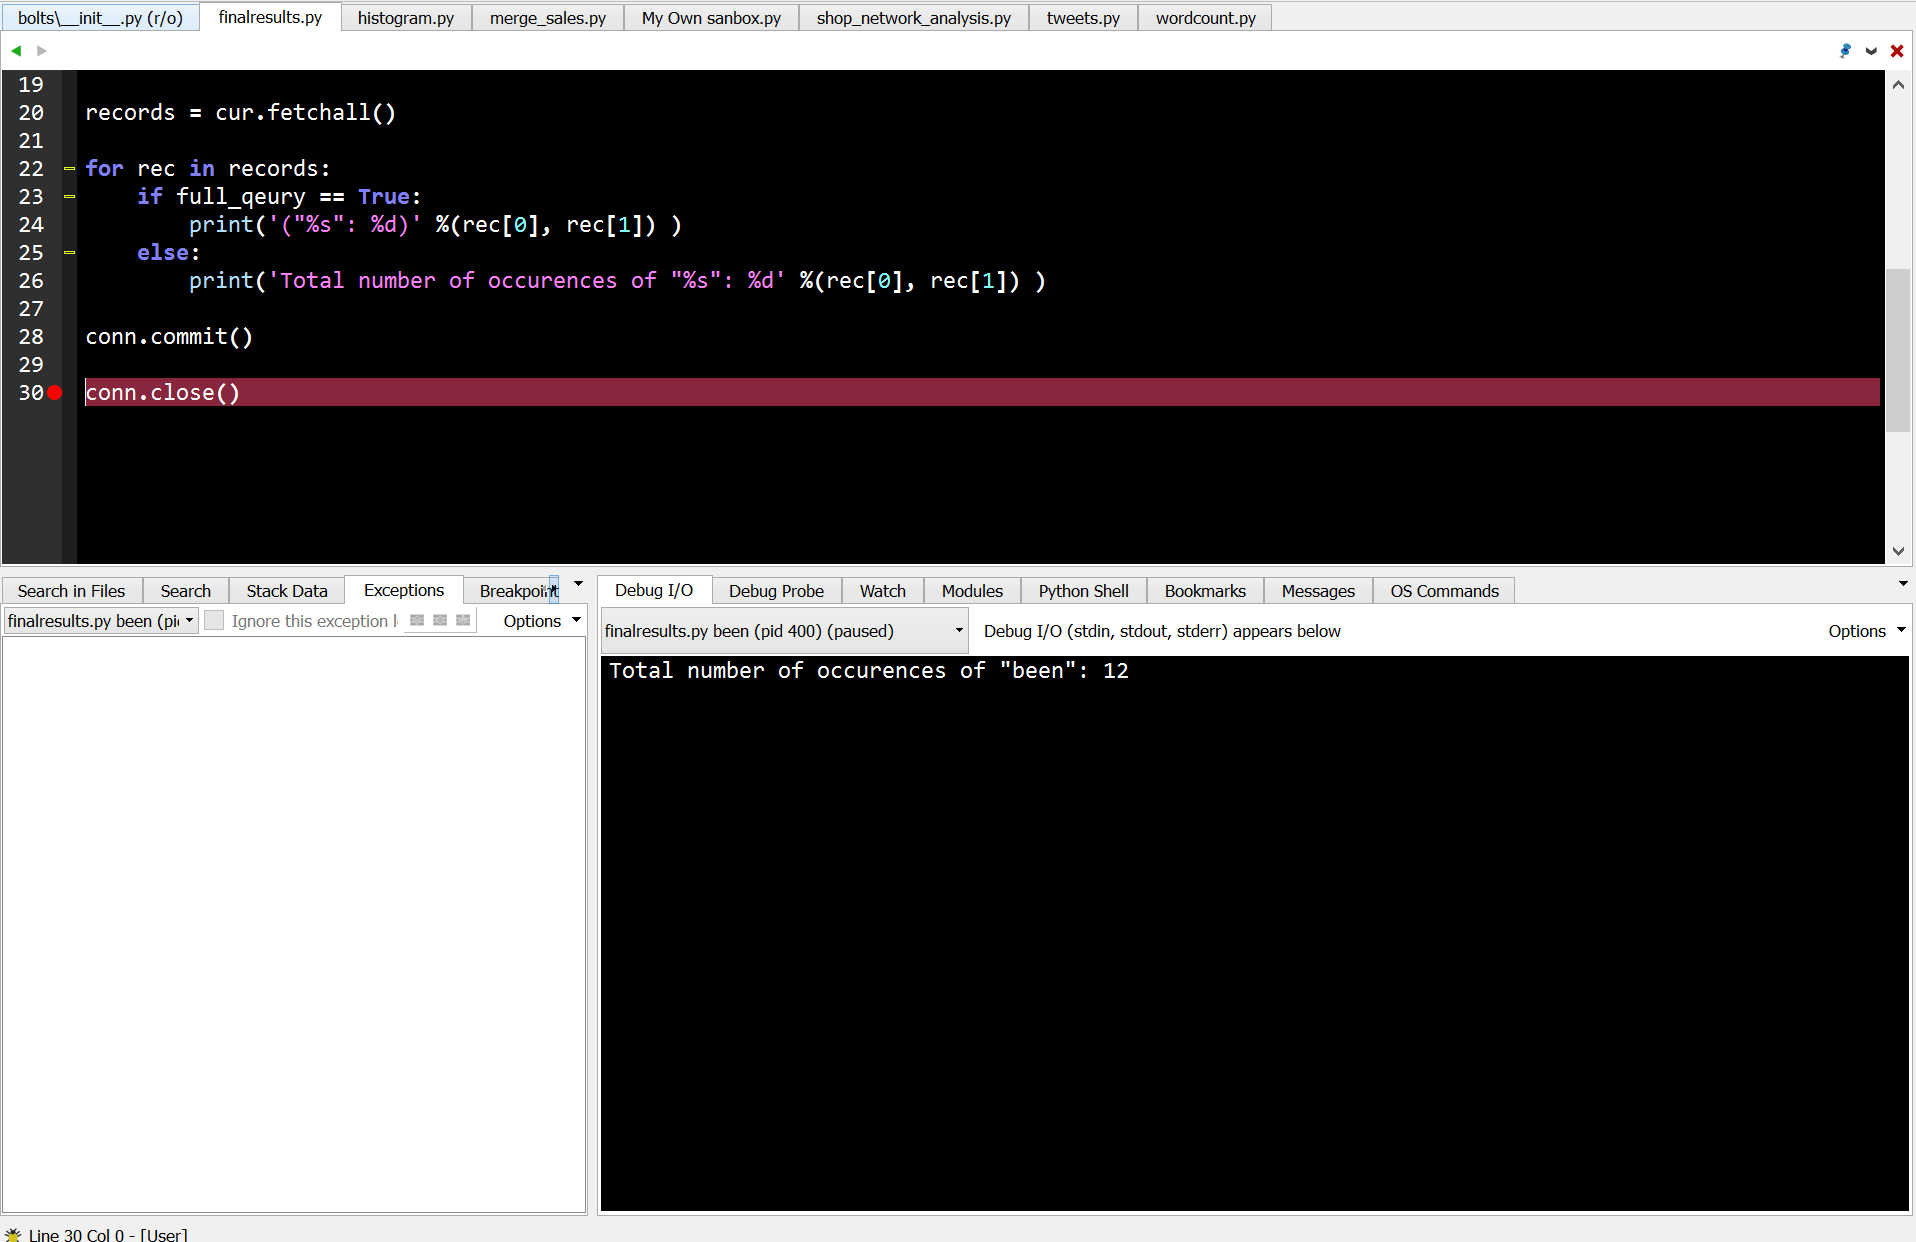 bolts\__init__.py (r/o) finalresults.py histogram.py merge_sales.py My Own sanbox.py shop_network_analysis.py tweets.py wordcount.py
19
20 records = cur.fetchall()
21
22 for rec in records:
23     if full_qeury == True:
24         print('("%s": %d)' %(rec[0], rec[1]) )
25     else:
26         print('Total number of occurences of "%s": %d' %(rec[0], rec[1]) )
27
28 conn.commit()
29
30 conn.close()
Search in Files Search Stack Data Exceptions Breakpoint
finalresults.py been (pi Ignore this exception l Options
Debug I/O Debug Probe Watch Modules Python Shell Bookmarks Messages OS Commands
finalresults.py been (pid 400) (paused) Debug I/O (stdin, stdout, stderr) appears below Options
Total number of occurences of "been": 12
Line 30 Col 0 - [User]